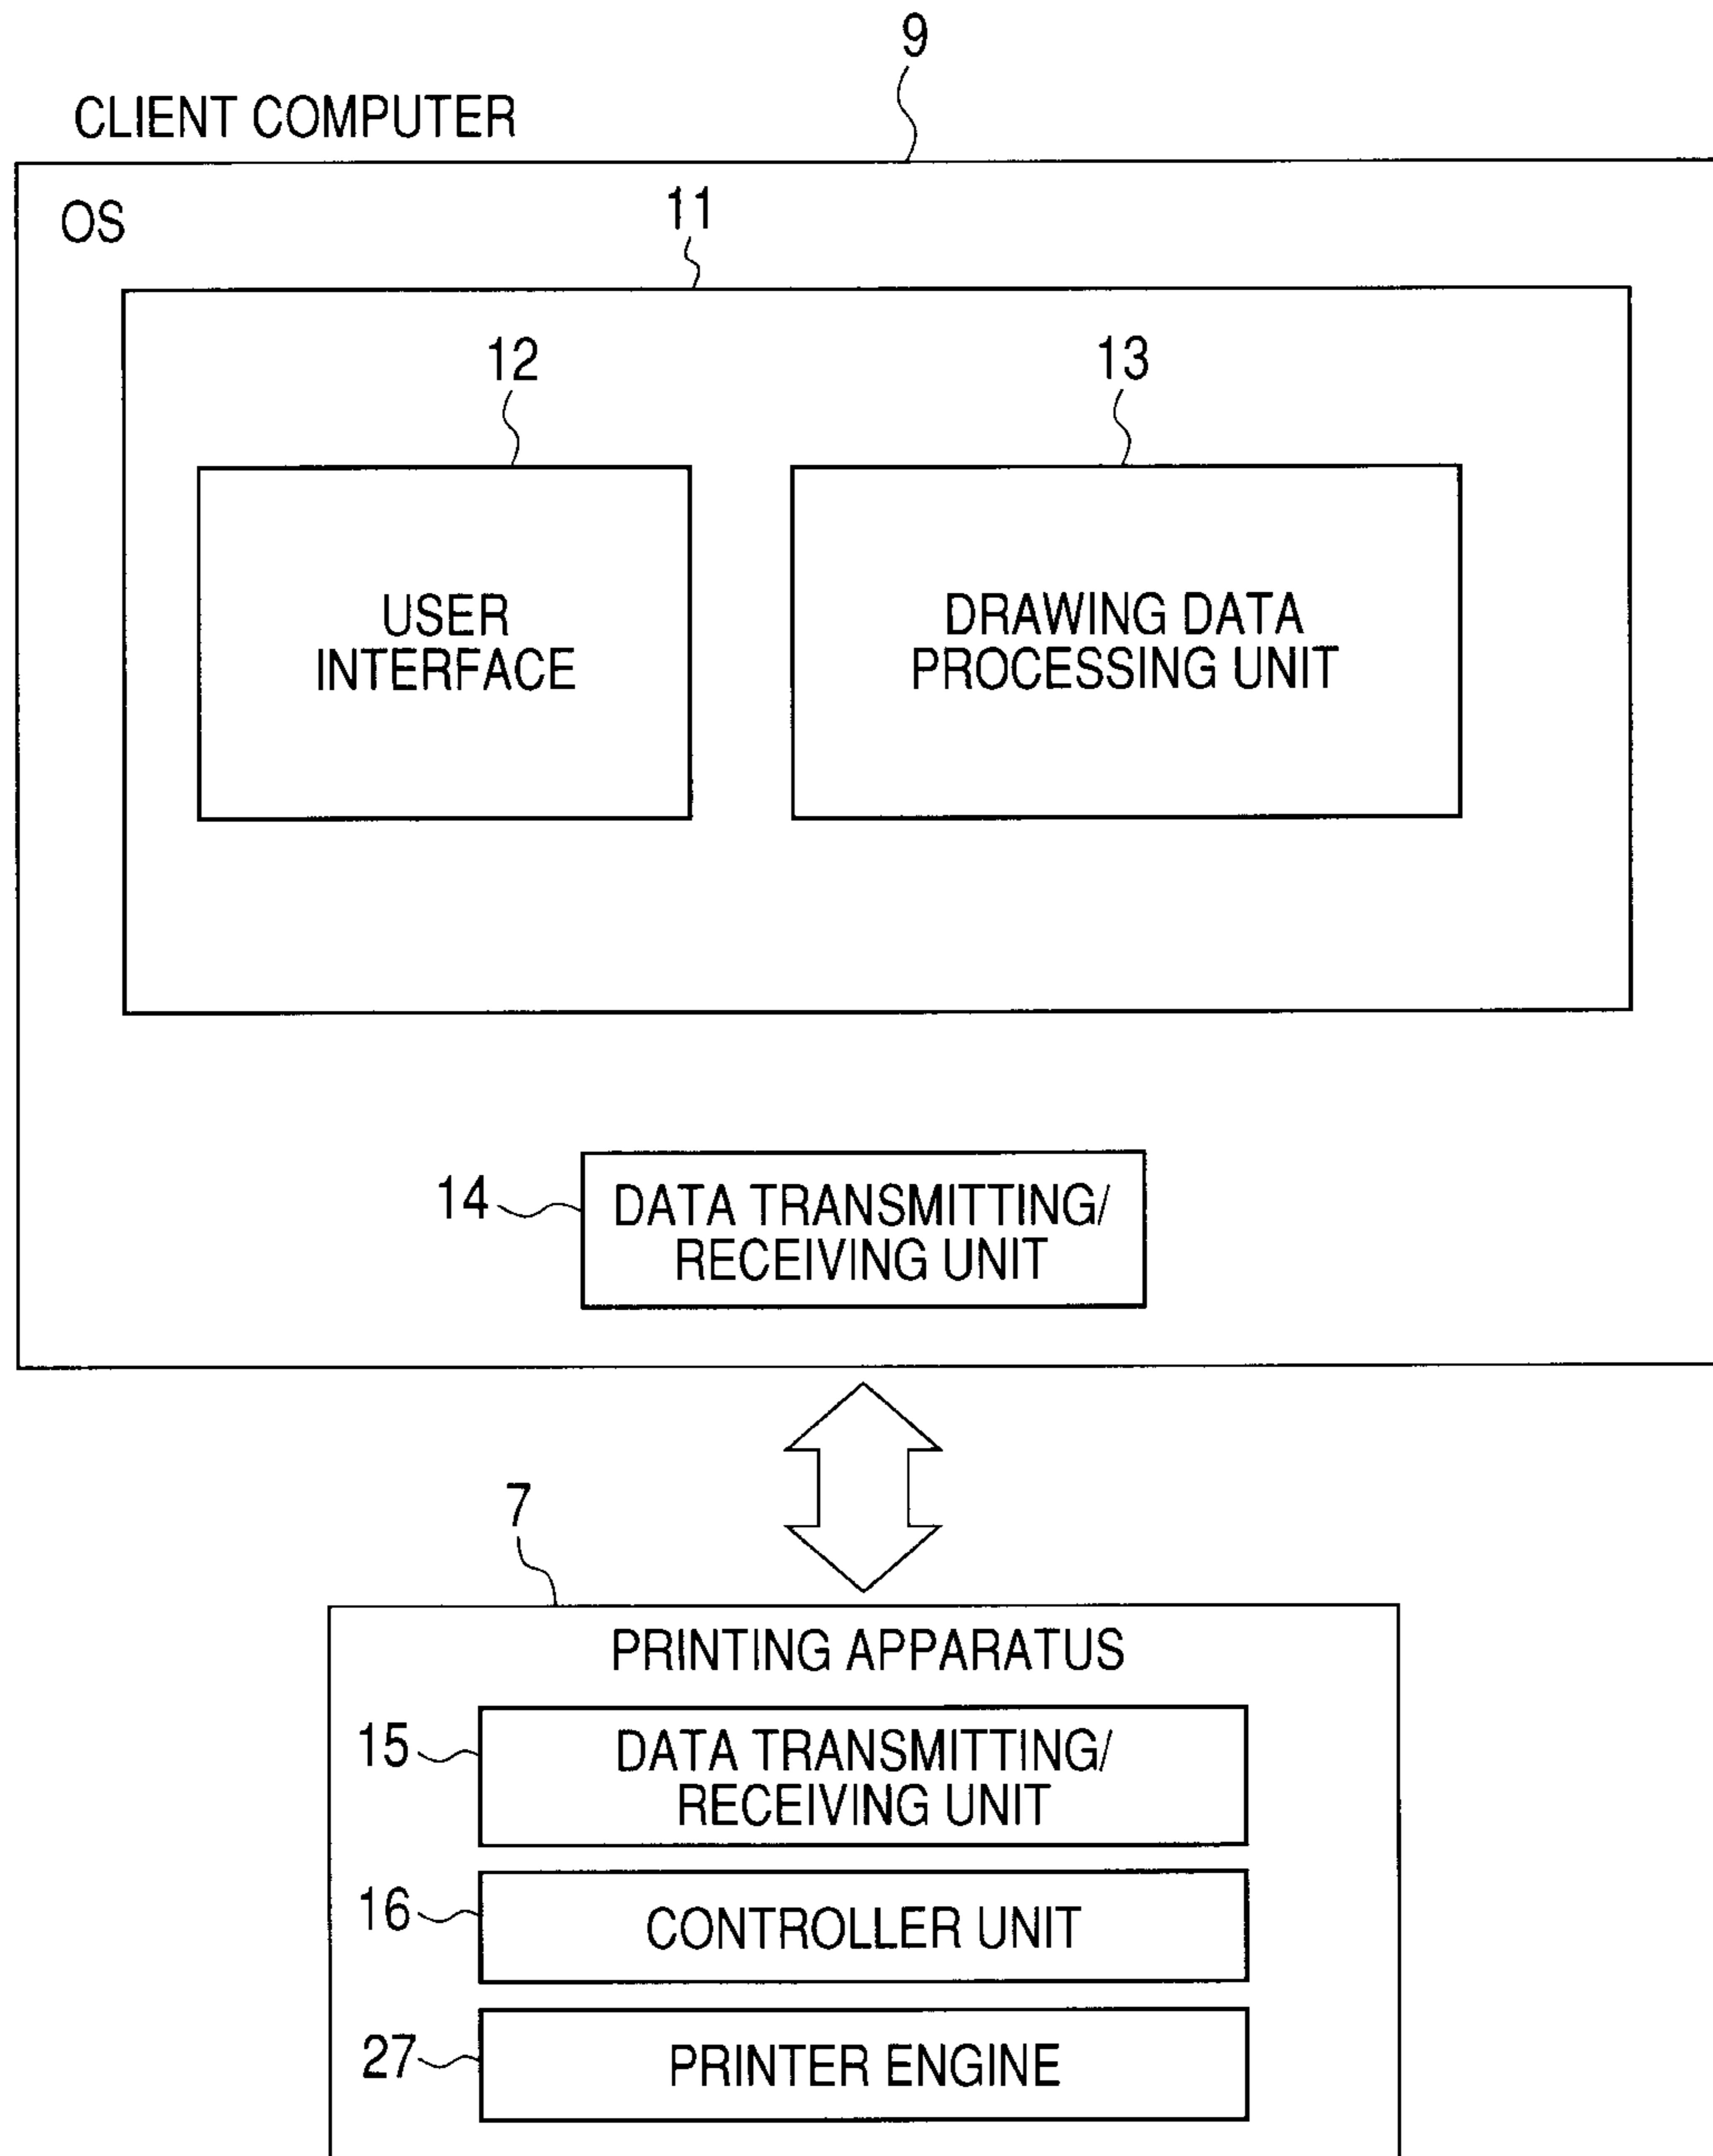 9
CLIENT COMPUTER
OS
11
12
13
USER
INTERFACE
DRAWING DATA
PROCESSING UNIT
14
DATA TRANSMITTING/
RECEIVING UNIT
7
PRINTING APPARATUS
15
DATA TRANSMITTING/
RECEIVING UNIT
16
CONTROLLER UNIT
27
PRINTER ENGINE